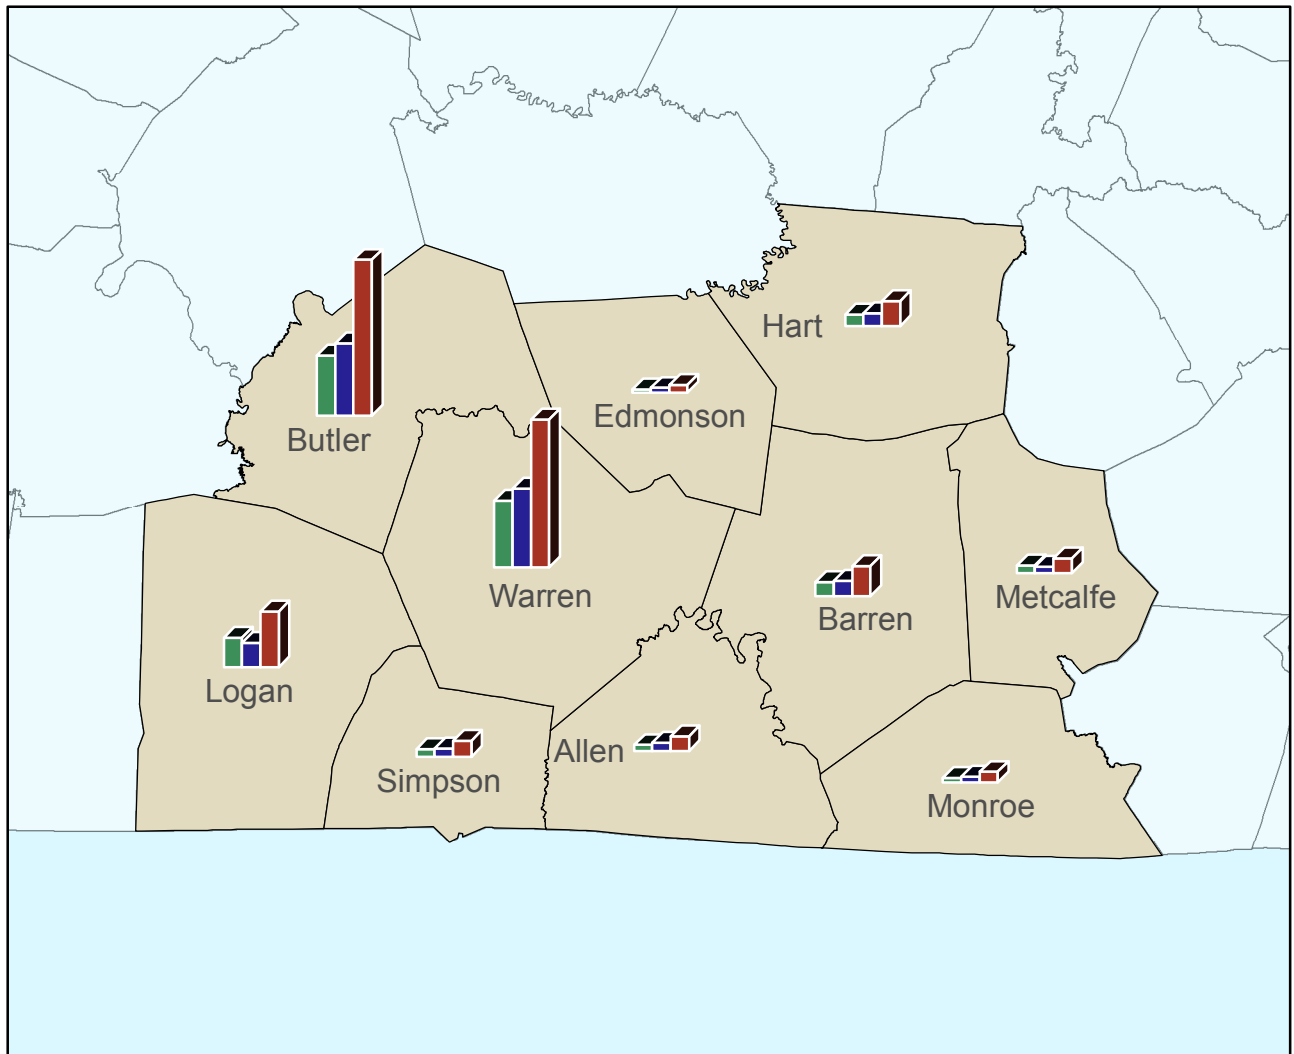 Hart
Edmonson
Butler
Warren
Metcalfe
Barren
Logan
Allen
Simpson
Monroe